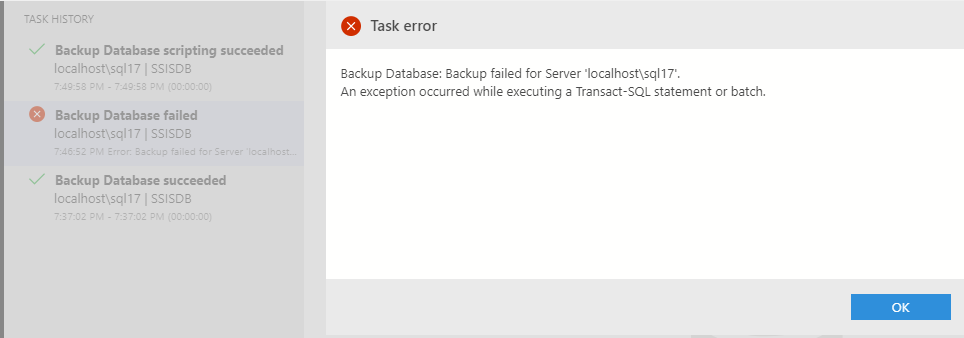 TASK HISTORY
Backup Database scripting succeeded
localhost\sql17 | SSISDB
7:49:58 PM - 7:49:58 PM (00:00:00)
Backup Database failed
localhost\sql17 | SSISDB
7:46:52 PM Error: Backup failed for Server 'localhost...
Backup Database succeeded
localhost\sql17 | SSISDB
7:37:02 PM - 7:37:02 PM (00:00:00)
Task error
Backup Database: Backup failed for Server 'localhost\sql17'.
An exception occurred while executing a Transact-SQL statement or batch.
OK